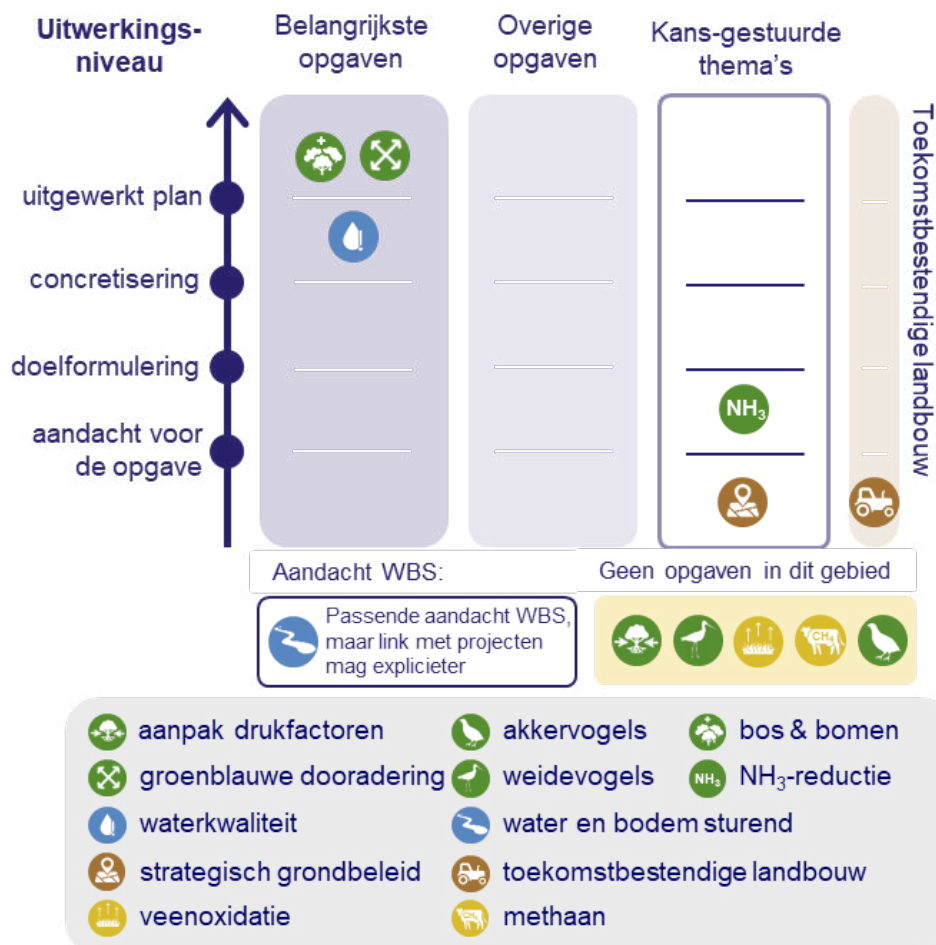 Uitwerkings-
niveau
Belangrijkste
opgaven
Overige
opgaven
Kans-gestuurde
thema's
Toekomstbestendige landbouw
uitgewerkt plan
concretisering
doelformulering
aandacht voor
de opgave
NH3
Aandacht WBS:
Geen opgaven in dit gebied
Passende aandacht WBS,
maar link met projecten
mag explicieter
CH4
aanpak drukfactoren
akkervogels
bos & bomen
groenblauwe dooradering
weidevogels
NH3
NH3-reductie
waterkwaliteit
water en bodem sturend
strategisch grondbeleid
toekomstbestendige landbouw
veenoxidatie
CH4
methaan